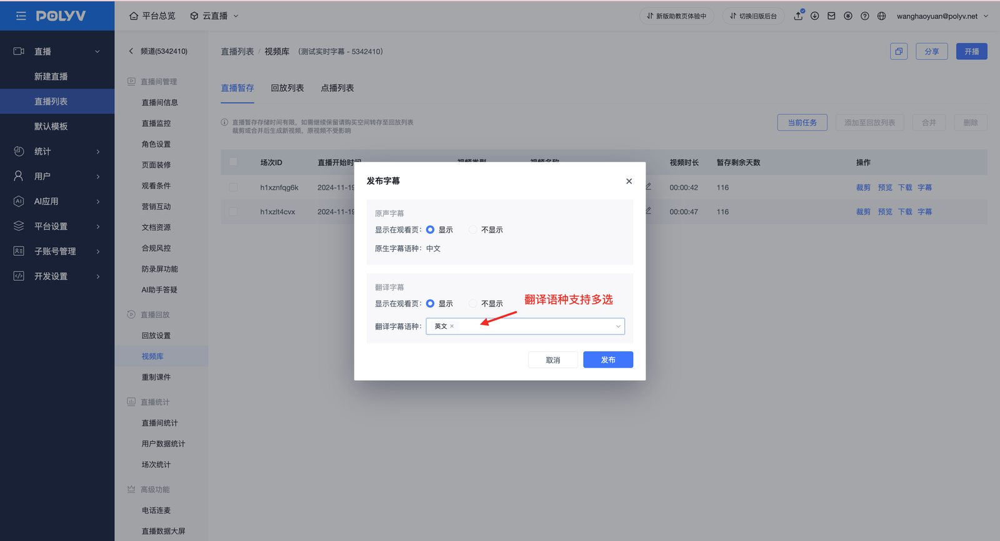 POLYV
平台总览
云直播
新版助教页体验中
切换旧版后台
wanghaoyuan@polyv.net
直播
新建直播
直播列表
默认模板
统计
用户
AI应用
平台设置
子账号管理
开发设置
频道(5342410)
直播间管理
直播间信息
直播监控
角色设置
页面装修
观看条件
营销互动
文档资源
合规风控
防录屏功能
AI助手答疑
直播回放
回放设置
视频库
重制课件
直播统计
直播间统计
用户数据统计
场次统计
高级功能
电话连麦
直播数据大屏
直播列表 / 视频库 （测试实时字幕 - 5342410）
分享
开播
直播暂存 回放列表 点播列表
直播暂存存储时间有限，如需继续保留请购买空间转存至回放列表
裁剪或合并后生成新视频，原视频不受影响
当前任务 添加至回放列表 合并 删除
场次ID 直播开始时间 视频类型 视频名称 视频时长 暂存剩余天数 操作
h1xznfqg6k 2024-11-19 00:00:42 116 裁剪 预览 下载 字幕
h1xzlt4cvx 2024-11-19 00:00:47 116 裁剪 预览 下载 字幕
发布字幕
原声字幕
显示在观看页： 显示 不显示
原生字幕语种： 中文
翻译字幕
显示在观看页： 显示 不显示
翻译语种支持多选
翻译字幕语种： 英文 ×
取消 发布